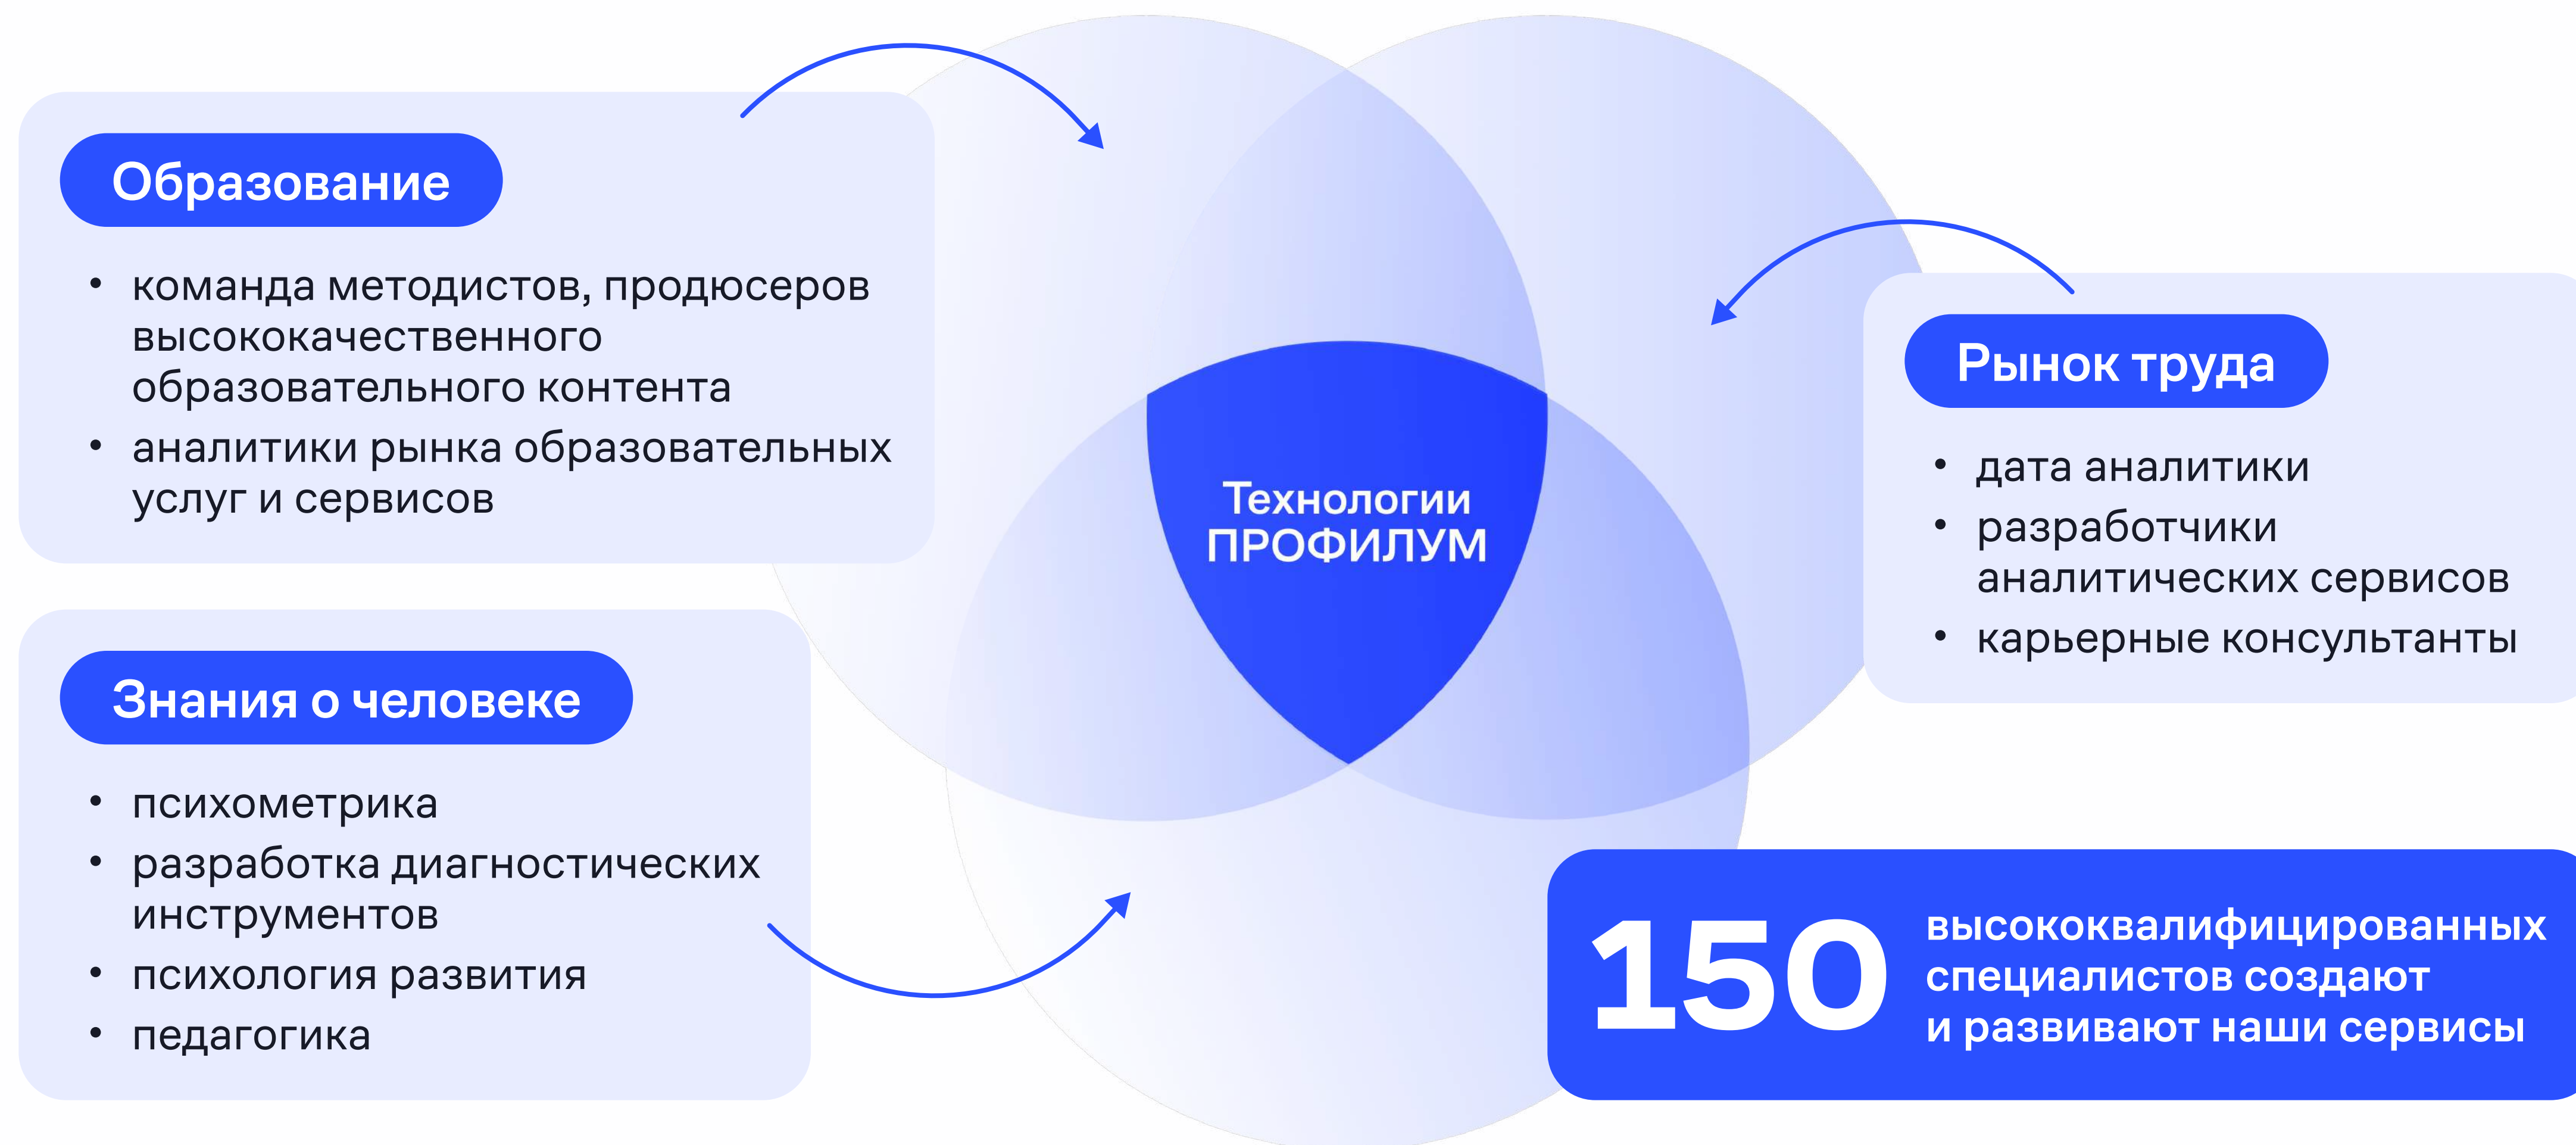 Образование
• команда методистов, продюсеров
высококачественного
образовательного контента
• аналитики рынка образовательных
услуг и сервисов
Знания о человеке
• психометрика
• разработка диагностических
инструментов
• психология развития
• педагогика
Технологии
ПРОФИЛУМ
Рынок труда
• дата аналитики
• разработчики
аналитических сервисов
• карьерные консультанты
150
высококвалифицированных
специалистов создают
и развивают наши сервисы